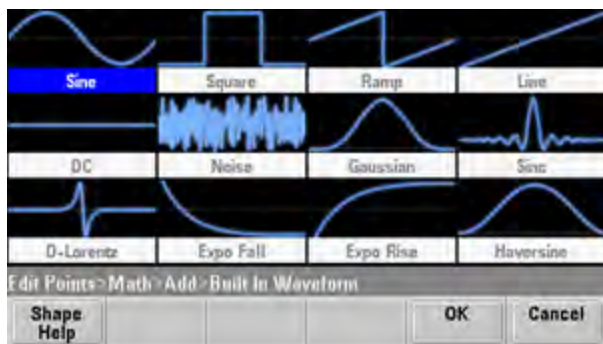 Sine Square Ramp Line
DC Noise Gaussian Sinc
D-Lorentz Expo Fall Expo Rise Haversine
Edit Points>Math>Add>Built In Waveform
Shape Help OK Cancel